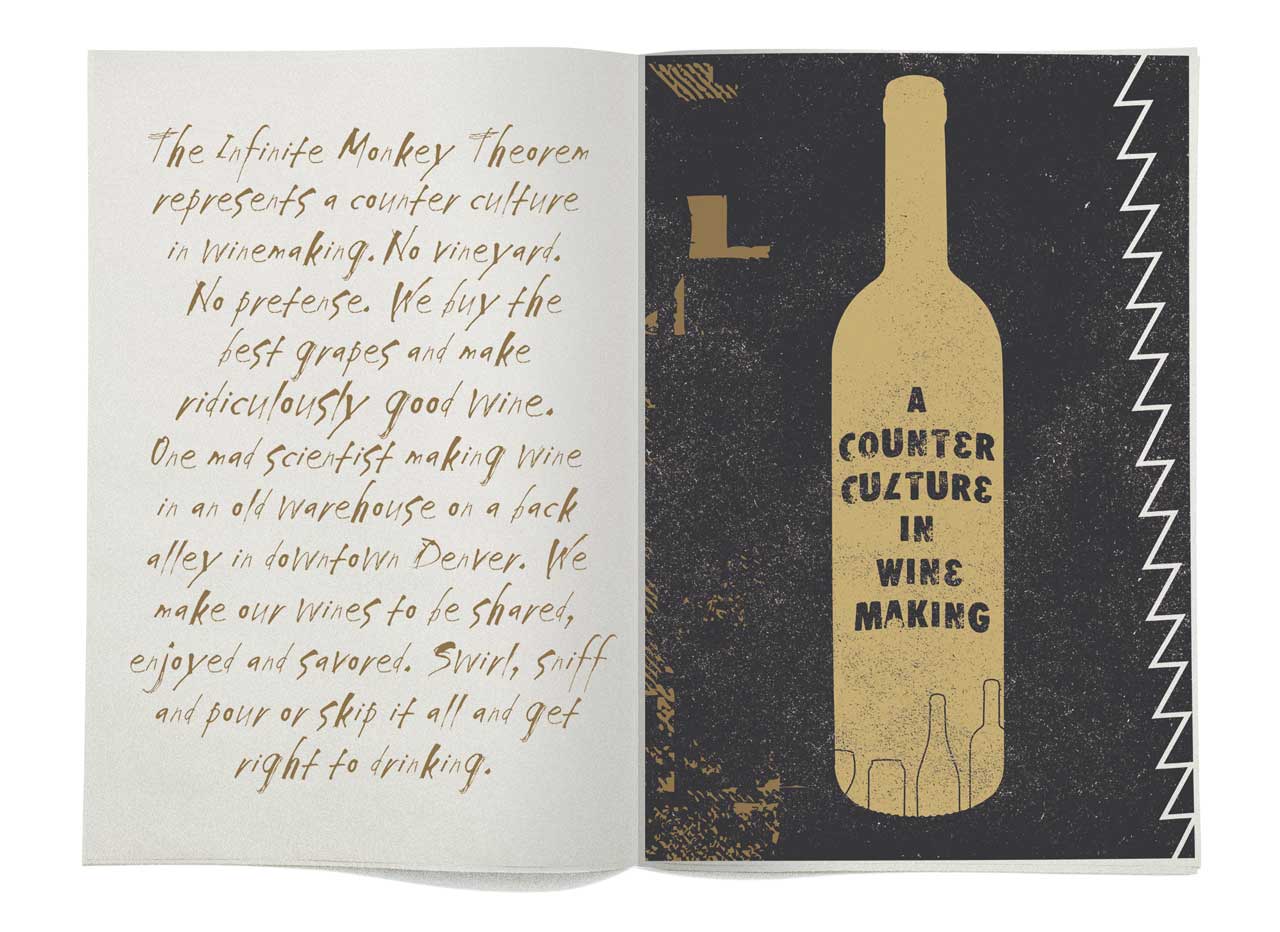 The Infinite Monkey Theorem
represents a counter culture
in winemaking. No vineyard.
No pretense. We buy the
best grapes and make
ridiculously good wine.
One mad scientist making wine
in an old warehouse on a back
alley in downtown Denver. We
make our wines to be shared,
enjoyed and savored. Swirl, sniff
and pour or skip it all and get
right to drinking.
A
COUNTER
CULTURE
IN
WINE
MAKING